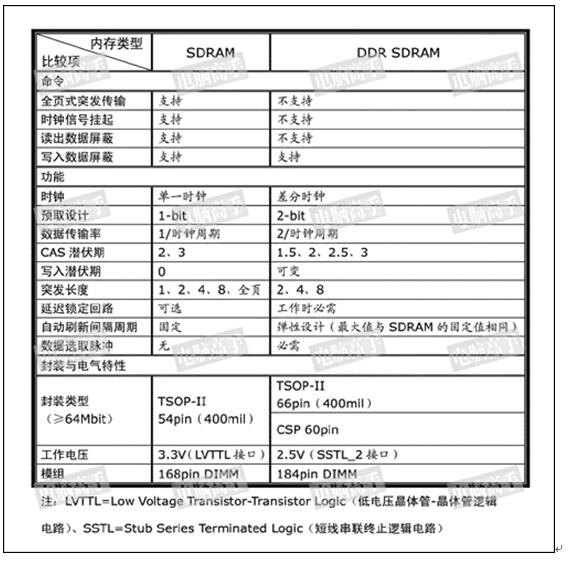 内存类型
比较项
SDRAM DDR SDRAM
命令
全页式突发传输 支持 不支持
时钟信号挂起 支持 不支持
读出数据屏蔽 支持 不支持
写入数据屏蔽 支持 支持
功能
时钟 单一时钟 差分时钟
预取设计 1-bit 2-bit
数据传输率 1/时钟周期 2/时钟周期
CAS 潜伏期 2、3 1.5、2、2.5、3
写入潜伏期 0 可变
突发长度 1、2、4、8、全页 2、4、8
延迟锁定回路 可选 工作时必需
自动刷新间隔周期 固定 弹性设计（最大值与 SDRAM 的固定值相同）
数据选取脉冲 无 必需
封装与电气特性
封装类型
（≥64Mbit）
TSOP-II
54pin（400mil）
TSOP-II
66pin（400mil）
CSP 60pin
工作电压 3.3V（LVTTL 接口） 2.5V（SSTL_2 接口）
模组 168pin DIMM 184pin DIMM
注：LVTTL=Low Voltage Transistor-Transistor Logic（低电压晶体管-晶体管逻辑
电路）、SSTL=Stub Series Terminated Logic（短线串联终止逻辑电路）